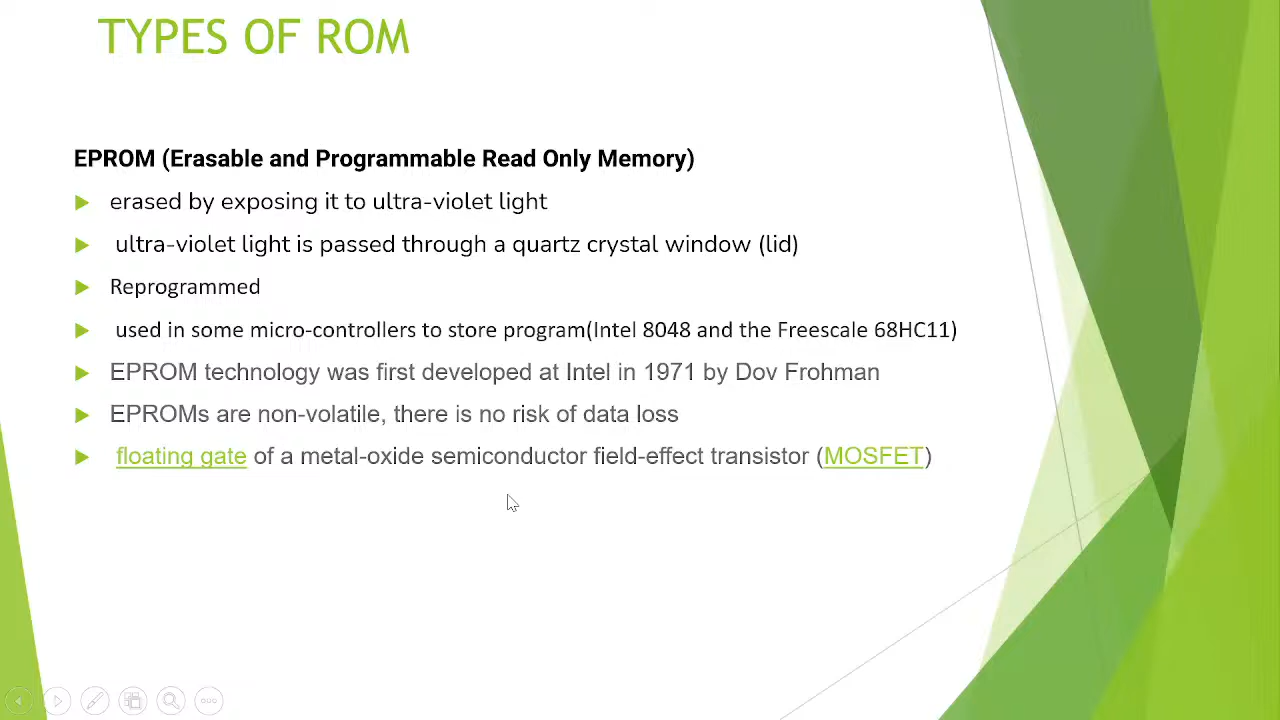 TYPES OF ROM
EPROM (Erasable and Programmable Read Only Memory)
erased by exposing it to ultra-violet light
ultra-violet light is passed through a quartz crystal window (lid)
Reprogrammed
used in some micro-controllers to store program(Intel 8048 and the Freescale 68HC11)
EPROM technology was first developed at Intel in 1971 by Dov Frohman
EPROMs are non-volatile, there is no risk of data loss
floating gate of a metal-oxide semiconductor field-effect transistor (MOSFET)